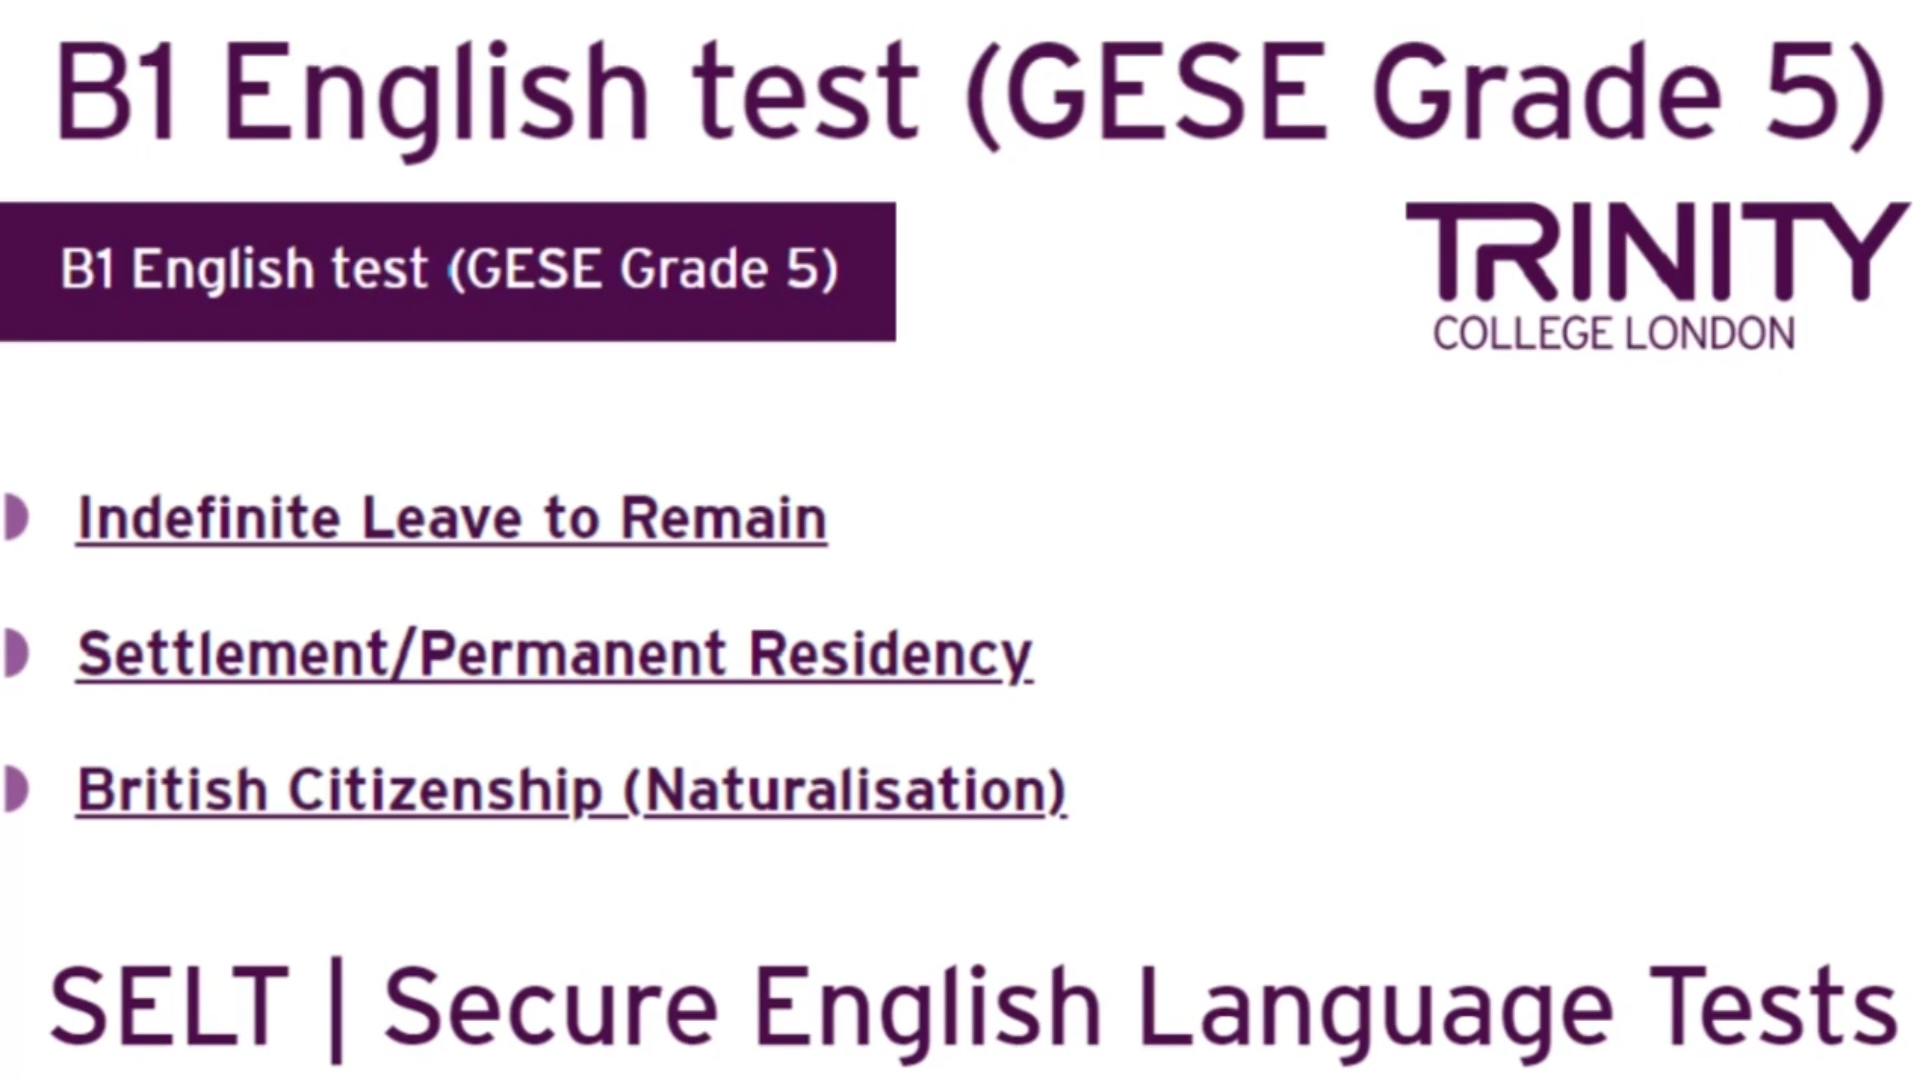 B1 English test (GESE Grade 5)
B1 English test (GESE Grade 5)
TRINITY
COLLEGE LONDON
Indefinite Leave to Remain
Settlement/Permanent Residency
British Citizenship (Naturalisation)
SELT | Secure English Language Tests